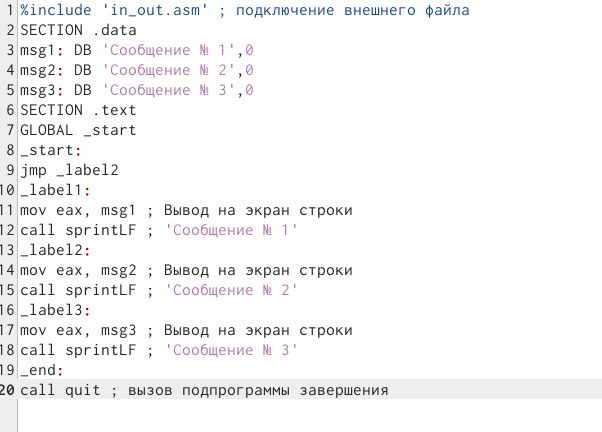 1 %include 'in_out.asm' ; подключение внешнего файла
2 SECTION .data
3 msg1: DB 'Сообщение № 1',0
4 msg2: DB 'Сообщение № 2',0
5 msg3: DB 'Сообщение № 3',0
6 SECTION .text
7 GLOBAL _start
8 _start:
9 jmp _label2
10 _label1:
11 mov eax, msg1 ; Вывод на экран строки
12 call sprintLF ; 'Сообщение № 1'
13 _label2:
14 mov eax, msg2 ; Вывод на экран строки
15 call sprintLF ; 'Сообщение № 2'
16 _label3:
17 mov eax, msg3 ; Вывод на экран строки
18 call sprintLF ; 'Сообщение № 3'
19 _end:
20 call quit ; вызов подпрограммы завершения